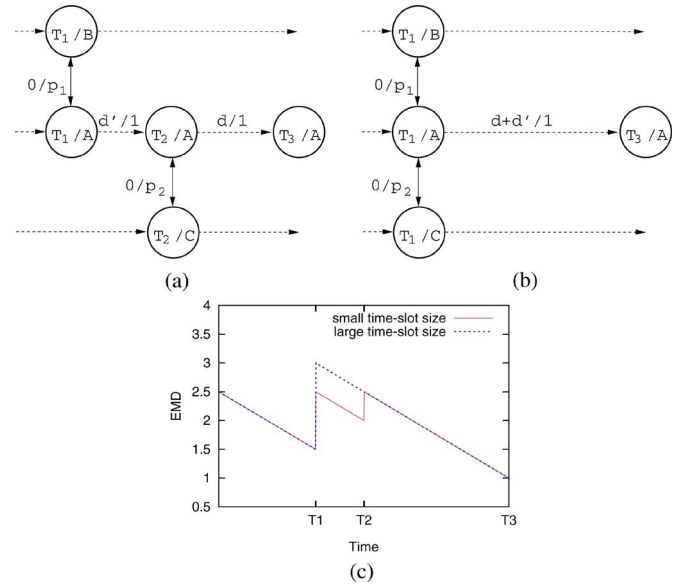 T1/B
T1/B
0/p1
0/p1
T1/A
d'/1
T2/A
d/1
T3/A
T1/A
d+d'/1
T3/A
0/p2
0/p2
T2/C
T1/C
(a)
(b)
4
3.5
3
2.5
2
1.5
1
0.5
EMD
small time-slot size
large time-slot size
T1
T2
T3
Time
(c)